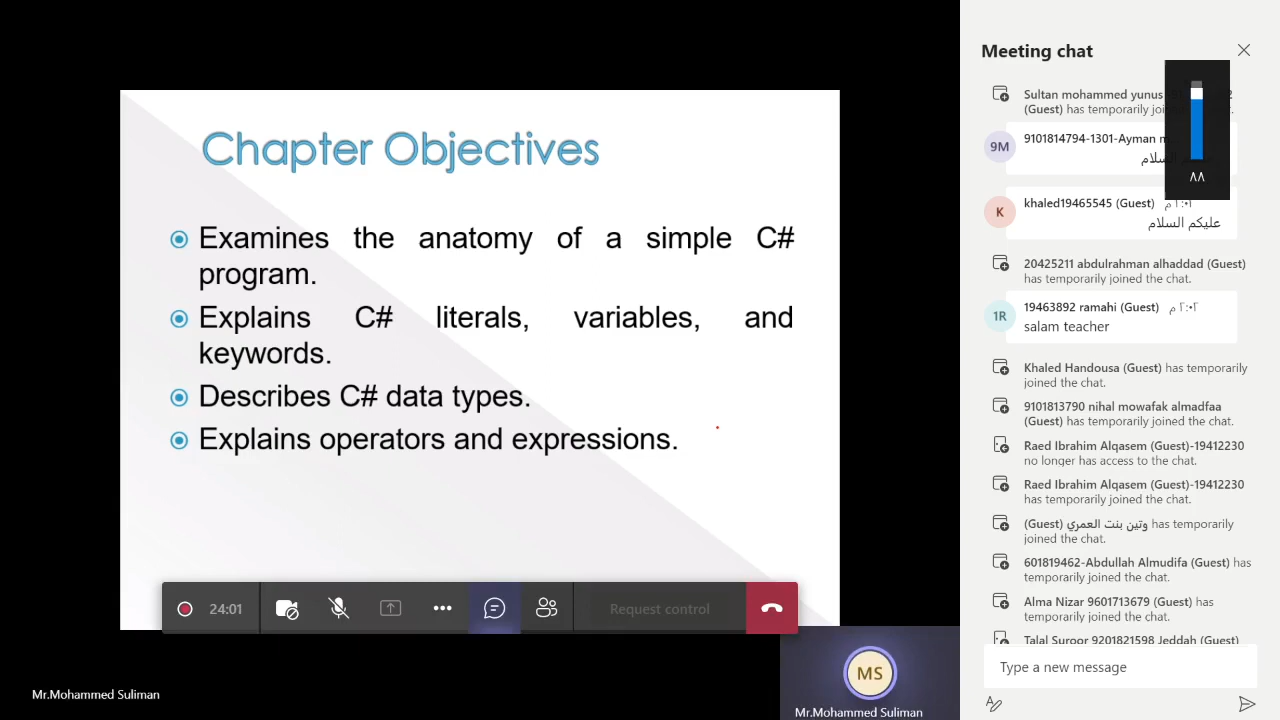 Chapter Objectives
Examines the anatomy of a simple C#
program.
Explains C# literals, variables, and
keywords.
Describes C# data types.
Explains operators and expressions.
24:01
Request control
MS
Mr.Mohammed Suliman
Mr.Mohammed Suliman
Meeting chat
Sultan mohammed yunus
(Guest) has temporarily
9M
9101814794-1301-Ayman
السلام
٨٨
K
khaled19465545 (Guest)
عليكم السلام
20425211 abdulrahman alhaddad (Guest)
has temporarily joined the chat.
1R
19463892 ramahi (Guest) ٢:٠٢ م
salam teacher
Khaled Handousa (Guest) has temporarily
joined the chat.
9101813790 nihal mowafak almadfaa
(Guest) has temporarily joined the chat.
Raed Ibrahim Alqasem (Guest)-19412230
no longer has access to the chat.
Raed Ibrahim Alqasem (Guest)-19412230
has temporarily joined the chat.
وتين بنت العمري (Guest) has temporarily
joined the chat.
601819462-Abdullah Almudifa (Guest) has
temporarily joined the chat.
Alma Nizar 9601713679 (Guest) has
temporarily joined the chat.
Talal Suroor 9201821598 Jeddah (Guest)
Type a new message